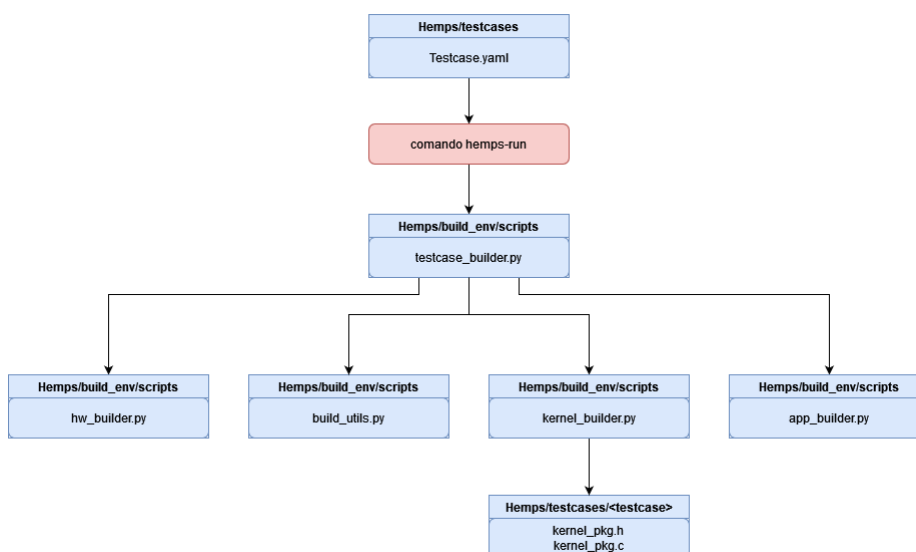 Hemps/testcases
Testcase.yaml
comando hemps-run
Hemps/build_env/scripts
testcase_builder.py
Hemps/build_env/scripts
hw_builder.py
Hemps/build_env/scripts
build_utils.py
Hemps/build_env/scripts
kernel_builder.py
Hemps/build_env/scripts
app_builder.py
Hemps/testcases/<testcase>
kernel_pkg.h
kernel_pkg.c